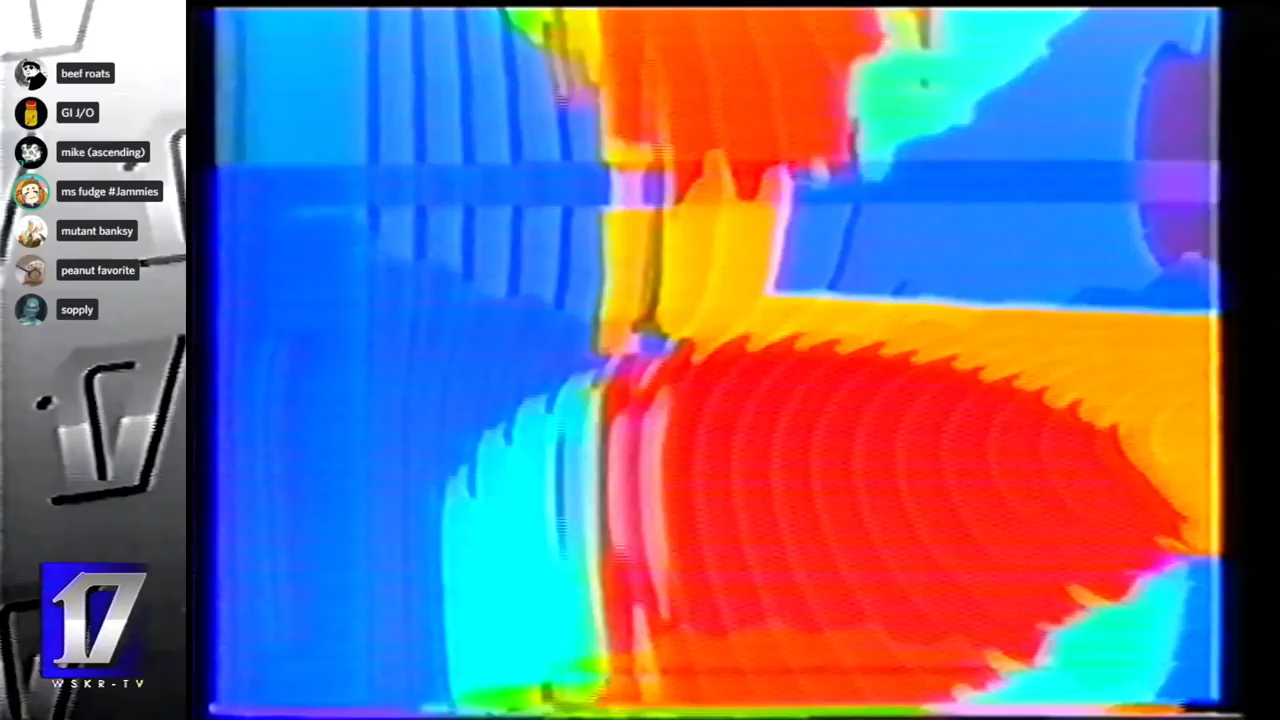 beef roats
GI J/O
mike (ascending)
ms fudge #Jammies
mutant banksy
peanut favorite
sopply
17
WSKR-TV